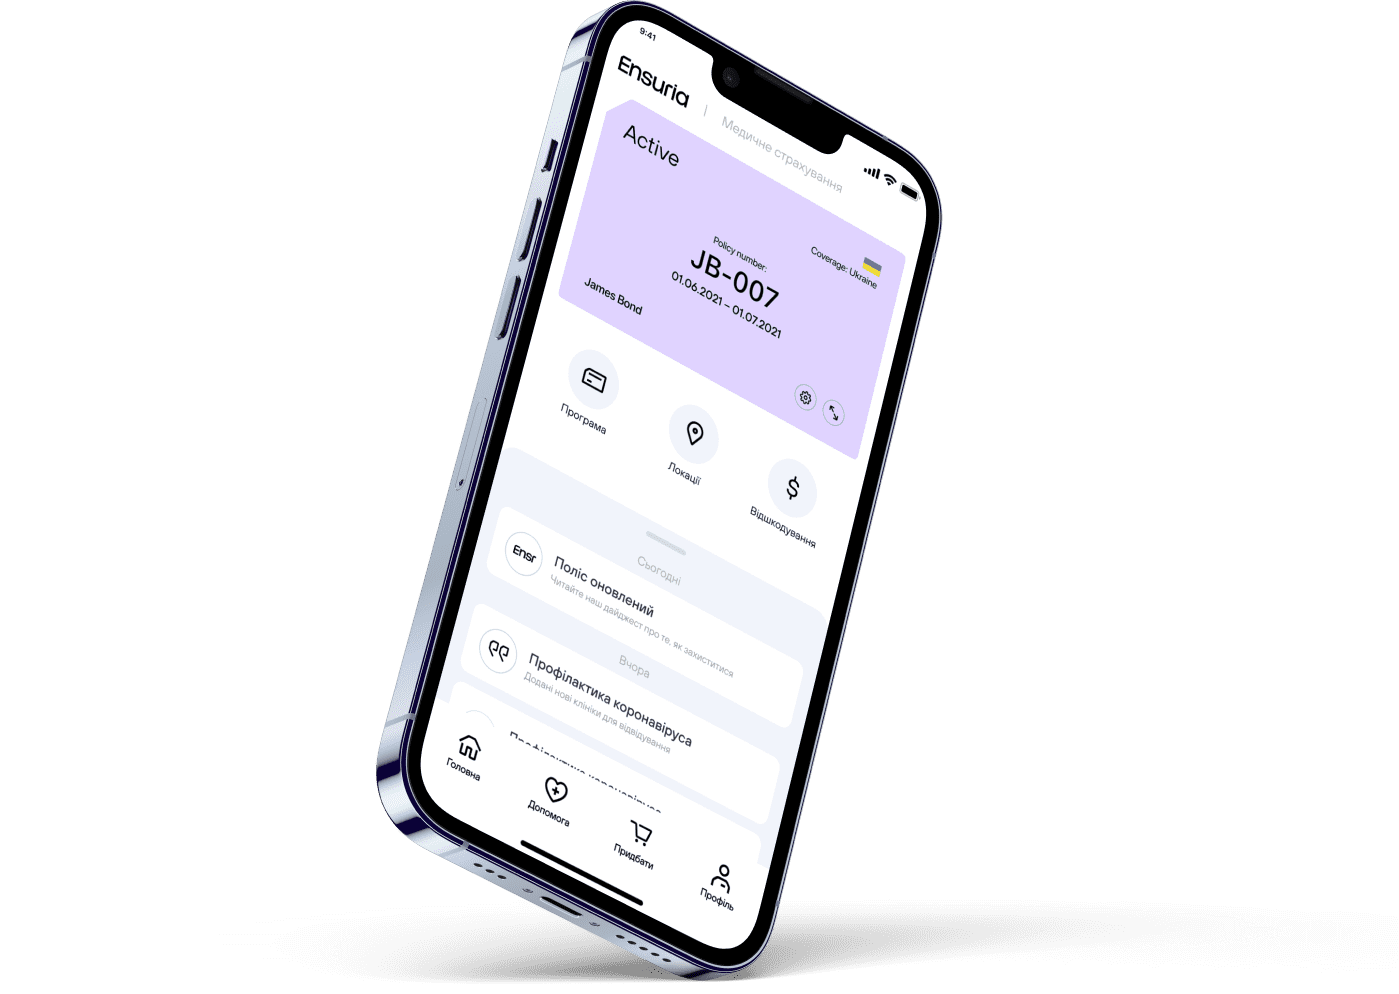 9:41
Ensuria | Медичне страхування
Active
Coverage: Ukraine
Policy number:
JB-007
01.06.2021 – 01.07.2021
James Bond
Програма
Локації
Відшкодування
Сьогодні
Ensr
Поліс оновлений
Читайте наш дайджест про те, як захиститися
Вчора
Профілактика коронавіруса
Додані нові клініки для відвідування
Головна
Допомога
Придбати
Профіль